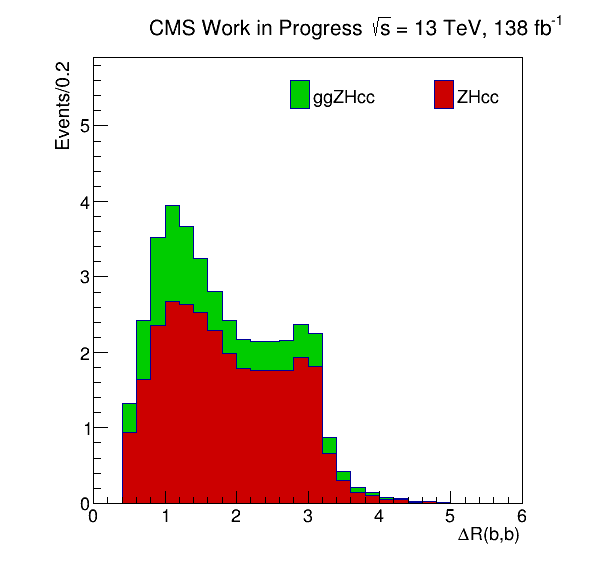 CMS Work in Progress √s = 13 TeV, 138 fb⁻¹
Events/0.2
ggZHcc ZHcc
5
4
3
2
1
0
0 1 2 3 4 5 6
ΔR(b,b)